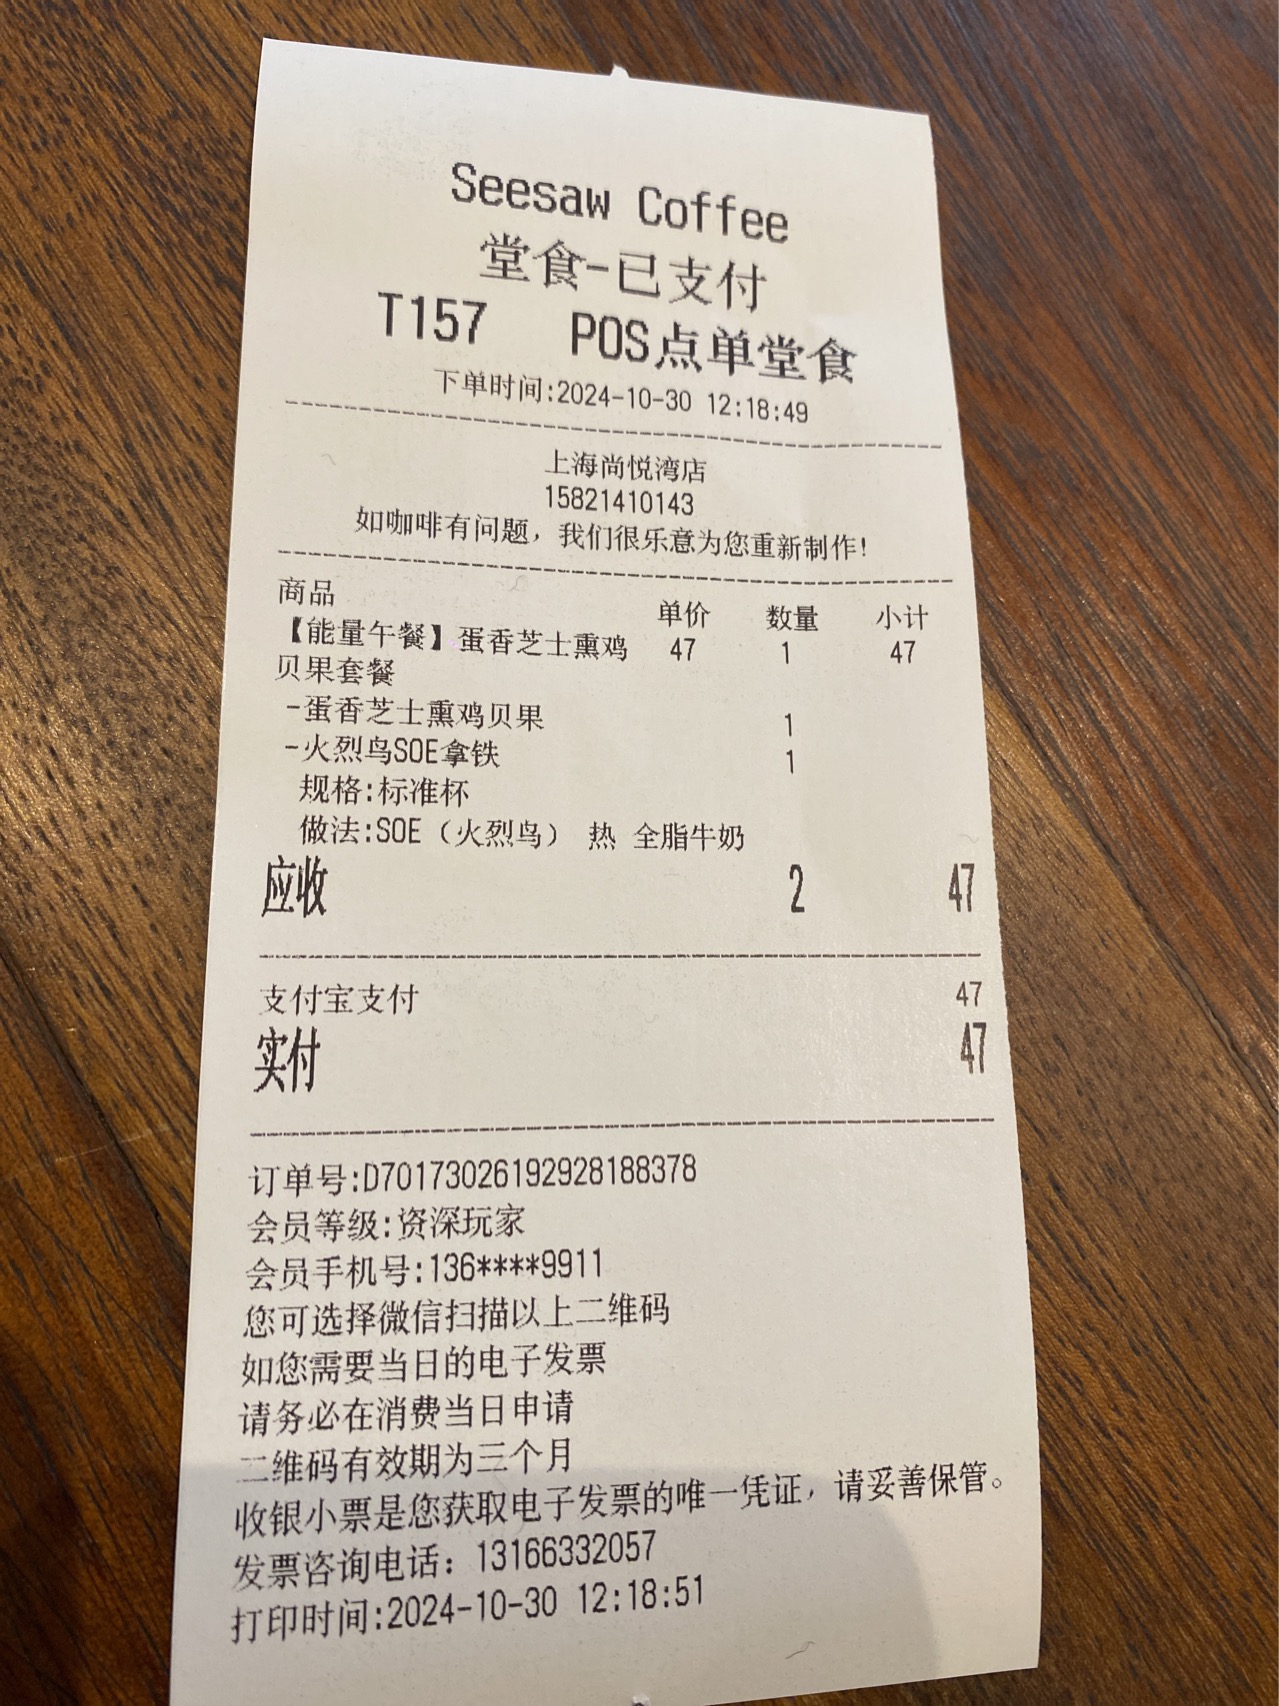 Seesaw Coffee
堂食-已支付
T157 POS点单堂食
下单时间:2024-10-30 12:18:49
上海尚悦湾店
15821410143
如咖啡有问题，我们很乐意为您重新制作!
商品 单价 数量 小计
【能量午餐】蛋香芝士熏鸡 47 1 47
贝果套餐
-蛋香芝士熏鸡贝果 1
-火烈鸟SOE拿铁 1
规格:标准杯
做法:SOE（火烈鸟） 热 全脂牛奶
应收 2 47
支付宝支付 47
实付 47
订单号:D7017302619292818​8378
会员等级:资深玩家
会员手机号:136****9911
您可选择微信扫描以上二维码
如您需要当日的电子发票
请务必在消费当日申请
二维码有效期为三个月
收银小票是您获取电子发票的唯一凭证，请妥善保管。
发票咨询电话：13166332057
打印时间:2024-10-30 12:18:51